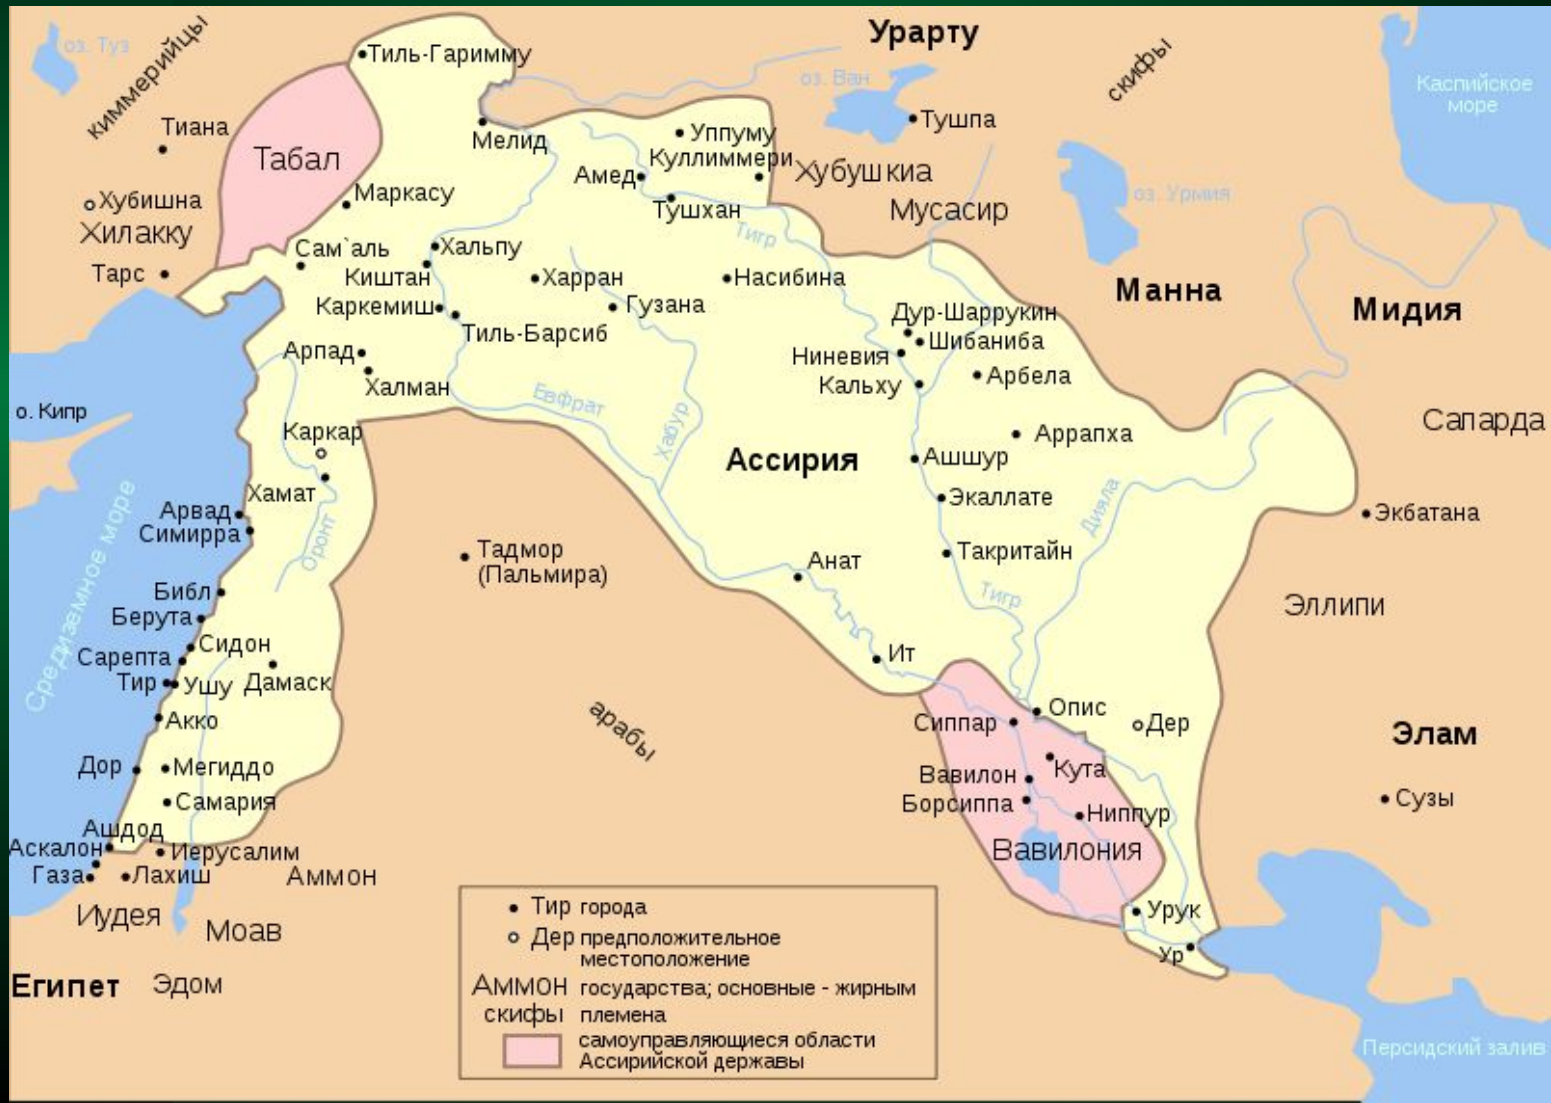 Урарту
оз. Туз
киммерийцы
Тиль-Гаримму
скифы
оз. Ван
Каспийское
море
Тиана
Мелид
Уппуму
Тушпа
Табал
Куллиммери
Амед
Хубушкиа
Маркасу
Тушхан
Мусасир
оз. Урмия
Хубишна
Хилакку
Тигр
Сам`аль
Хальпу
Тарс
Киштан
Харран
Насибина
Манна
Мидия
Каркемиш
Гузана
Дур-Шаррукин
Тиль-Барсиб
Шибаниба
Арпад
Ниневия
Халман
Кальху
Арбела
Евфрат
о. Кипр
Хабур
Сапарда
Каркар
Аррапха
Ассирия
Ашшур
Хамат
Экаллате
Дияла
Арвад
Экбатана
Симирра
Оронт
Средиземное море
Тадмор
(Пальмира)
Анат
Такритайн
Библ
Тигр
Эллипи
Берута
Сидон
Сарепта
Ит
Тир
Ушу
Дамаск
арабы
Опис
Акко
Сиппар
Дер
Элам
Дор
Мегиддо
Вавилон
Кута
Самария
Борсиппа
Ниппур
Сузы
Ашдод
Аскалон
Иерусалим
Вавилония
Газа
Лахиш
Аммон
Иудея
Моав
Урук
Ур
Египет
Эдом
Персидский залив
Тир города
Дер предположительное
местоположение
Аммон государства; основные - жирным
скифы племена
самоуправляющиеся области
Ассирийской державы